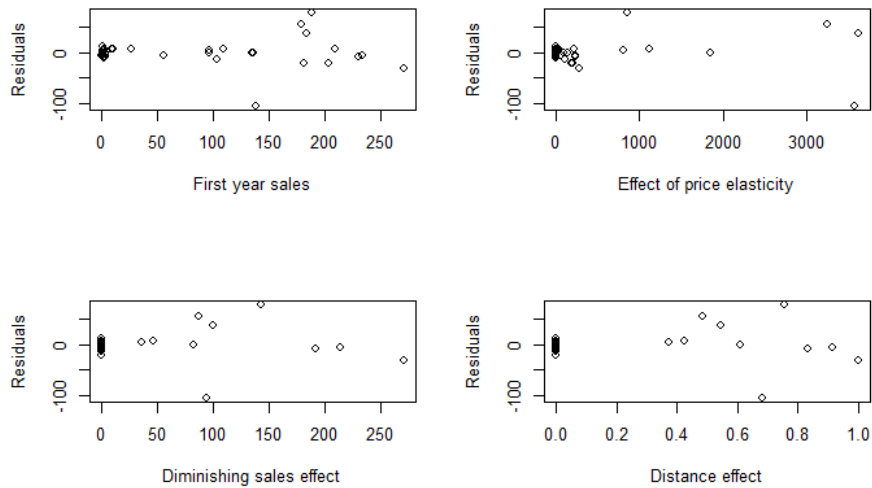 Residuals
0
-100
0 50 100 150 200 250
First year sales
Residuals
0
-100
0 1000 2000 3000
Effect of price elasticity
Residuals
0
-100
0 50 100 150 200 250
Diminishing sales effect
Residuals
0
-100
0.0 0.2 0.4 0.6 0.8 1.0
Distance effect